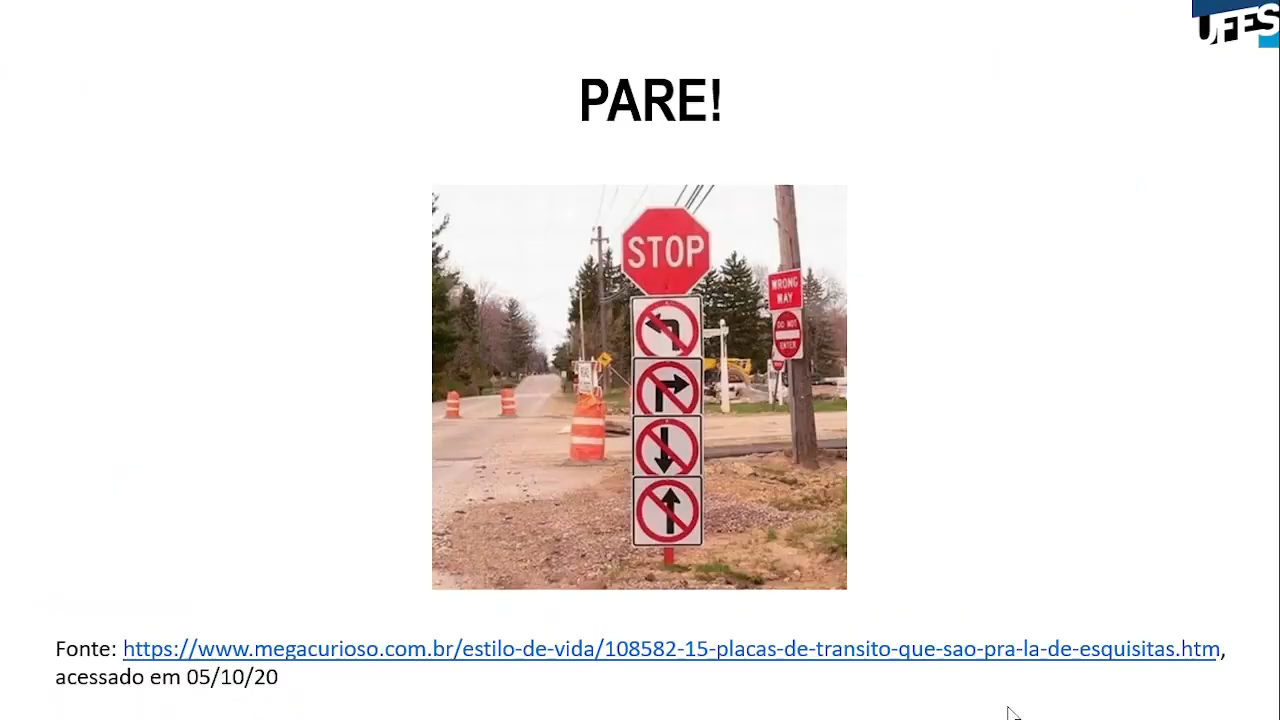 UFES
PARE!
STOP
WRONG
WAY
DO NOT
ENTER
Fonte: https://www.megacurioso.com.br/estilo-de-vida/108582-15-placas-de-transito-que-sao-pra-la-de-esquisitas.htm,
acessado em 05/10/20